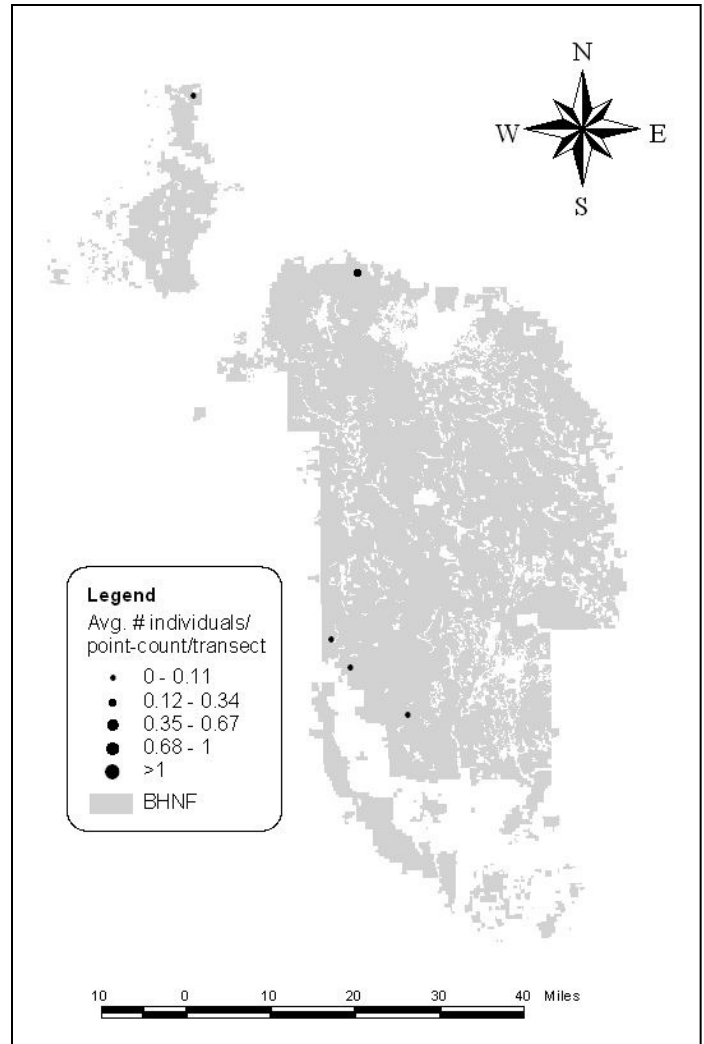 N
W E
S
Legend
Avg. # individuals/
point-count/transect
0 - 0.11
0.12 - 0.34
0.35 - 0.67
0.68 - 1
>1
BHNF
10 0 10 20 30 40 Miles